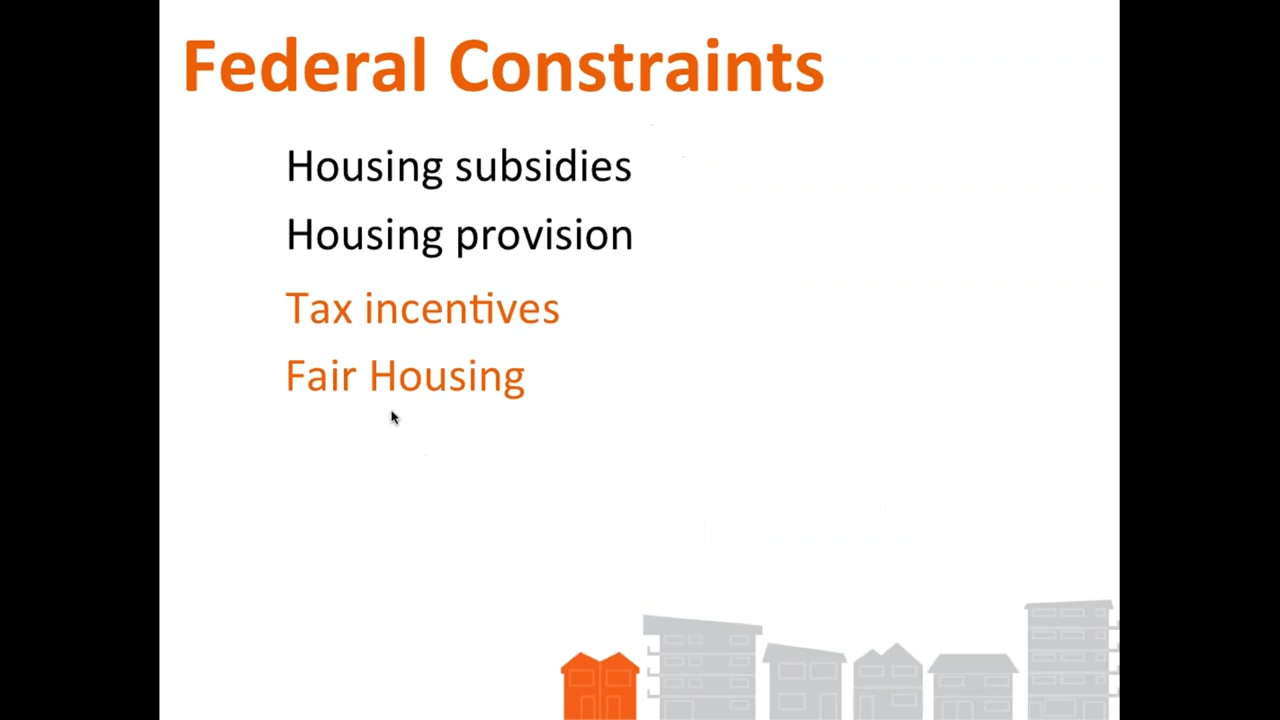 Federal Constraints
Housing subsidies
Housing provision
Tax incentives
Fair Housing